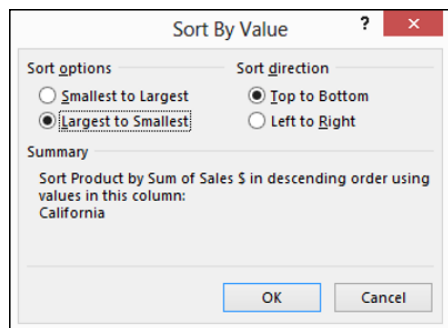 Sort By Value
?
×
Sort options
Sort direction
Smallest to Largest
Top to Bottom
Largest to Smallest
Left to Right
Summary
Sort Product by Sum of Sales $ in descending order using
values in this column:
California
OK
Cancel